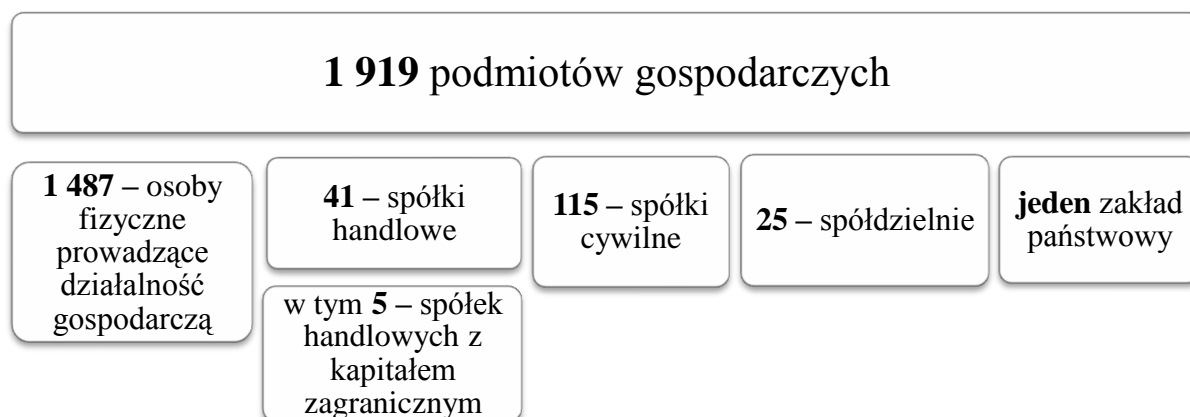 1 919 podmiotów gospodarczych
1 487 – osoby
fizyczne
prowadzące
działalność
gospodarczą
41 – spółki
handlowe
w tym 5 – spółek
handlowych z
kapitałem
zagranicznym
115 – spółki
cywilne
25 – spółdzielnie
jeden zakład
państwowy